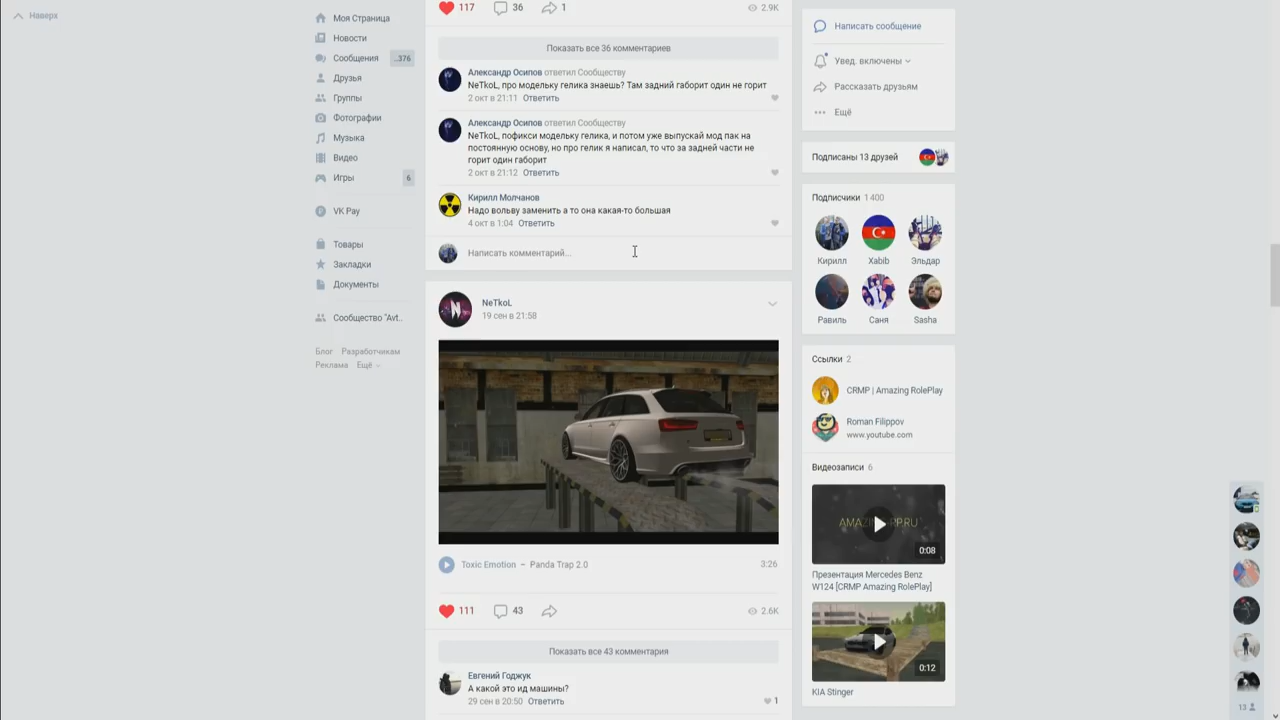 Наверх
Моя Страница
Новости
Сообщения ..376
Друзья
Группы
Фотографии
Музыка
Видео
Игры 6
VK Pay
Товары
Закладки
Документы
Сообщество "Avt..
Блог Разработчикам
Реклама Ещё
117 36 1 2.9K
Показать все 36 комментариев
Александр Осипов ответил Сообществу
NeTkoL, про модельку гелика знаешь? Там задний габорит один не горит
2 окт в 21:11 Ответить
Александр Осипов ответил Сообществу
NeTkoL, пофикси модельку гелика, и потом уже выпускай мод пак на
постоянную основу, но про гелик я написал, то что за задней части не
горит один габорит
2 окт в 21:12 Ответить
Кирилл Молчанов
Надо вольву заменить а то она какая-то большая
4 окт в 1:04 Ответить
Написать комментарий...
N
NeTkoL
19 сен в 21:58
Toxic Emotion – Panda Trap 2.0 3:26
111 43 2.6K
Показать все 43 комментария
Евгений Годжук
А какой это ид машины?
29 сен в 20:50 Ответить 1
Написать сообщение
Увед. включены
Рассказать друзьям
Ещё
Подписаны 13 друзей
Подписчики 1 400
Кирилл Xabib Эльдар
Равиль Саня Sasha
Ссылки 2
CRMP | Amazing RolePlay
Roman Filippov
www.youtube.com
Видеозаписи 6
0:08
Презентация Mercedes Benz
W124 [CRMP Amazing RolePlay]
0:12
KIA Stinger
13